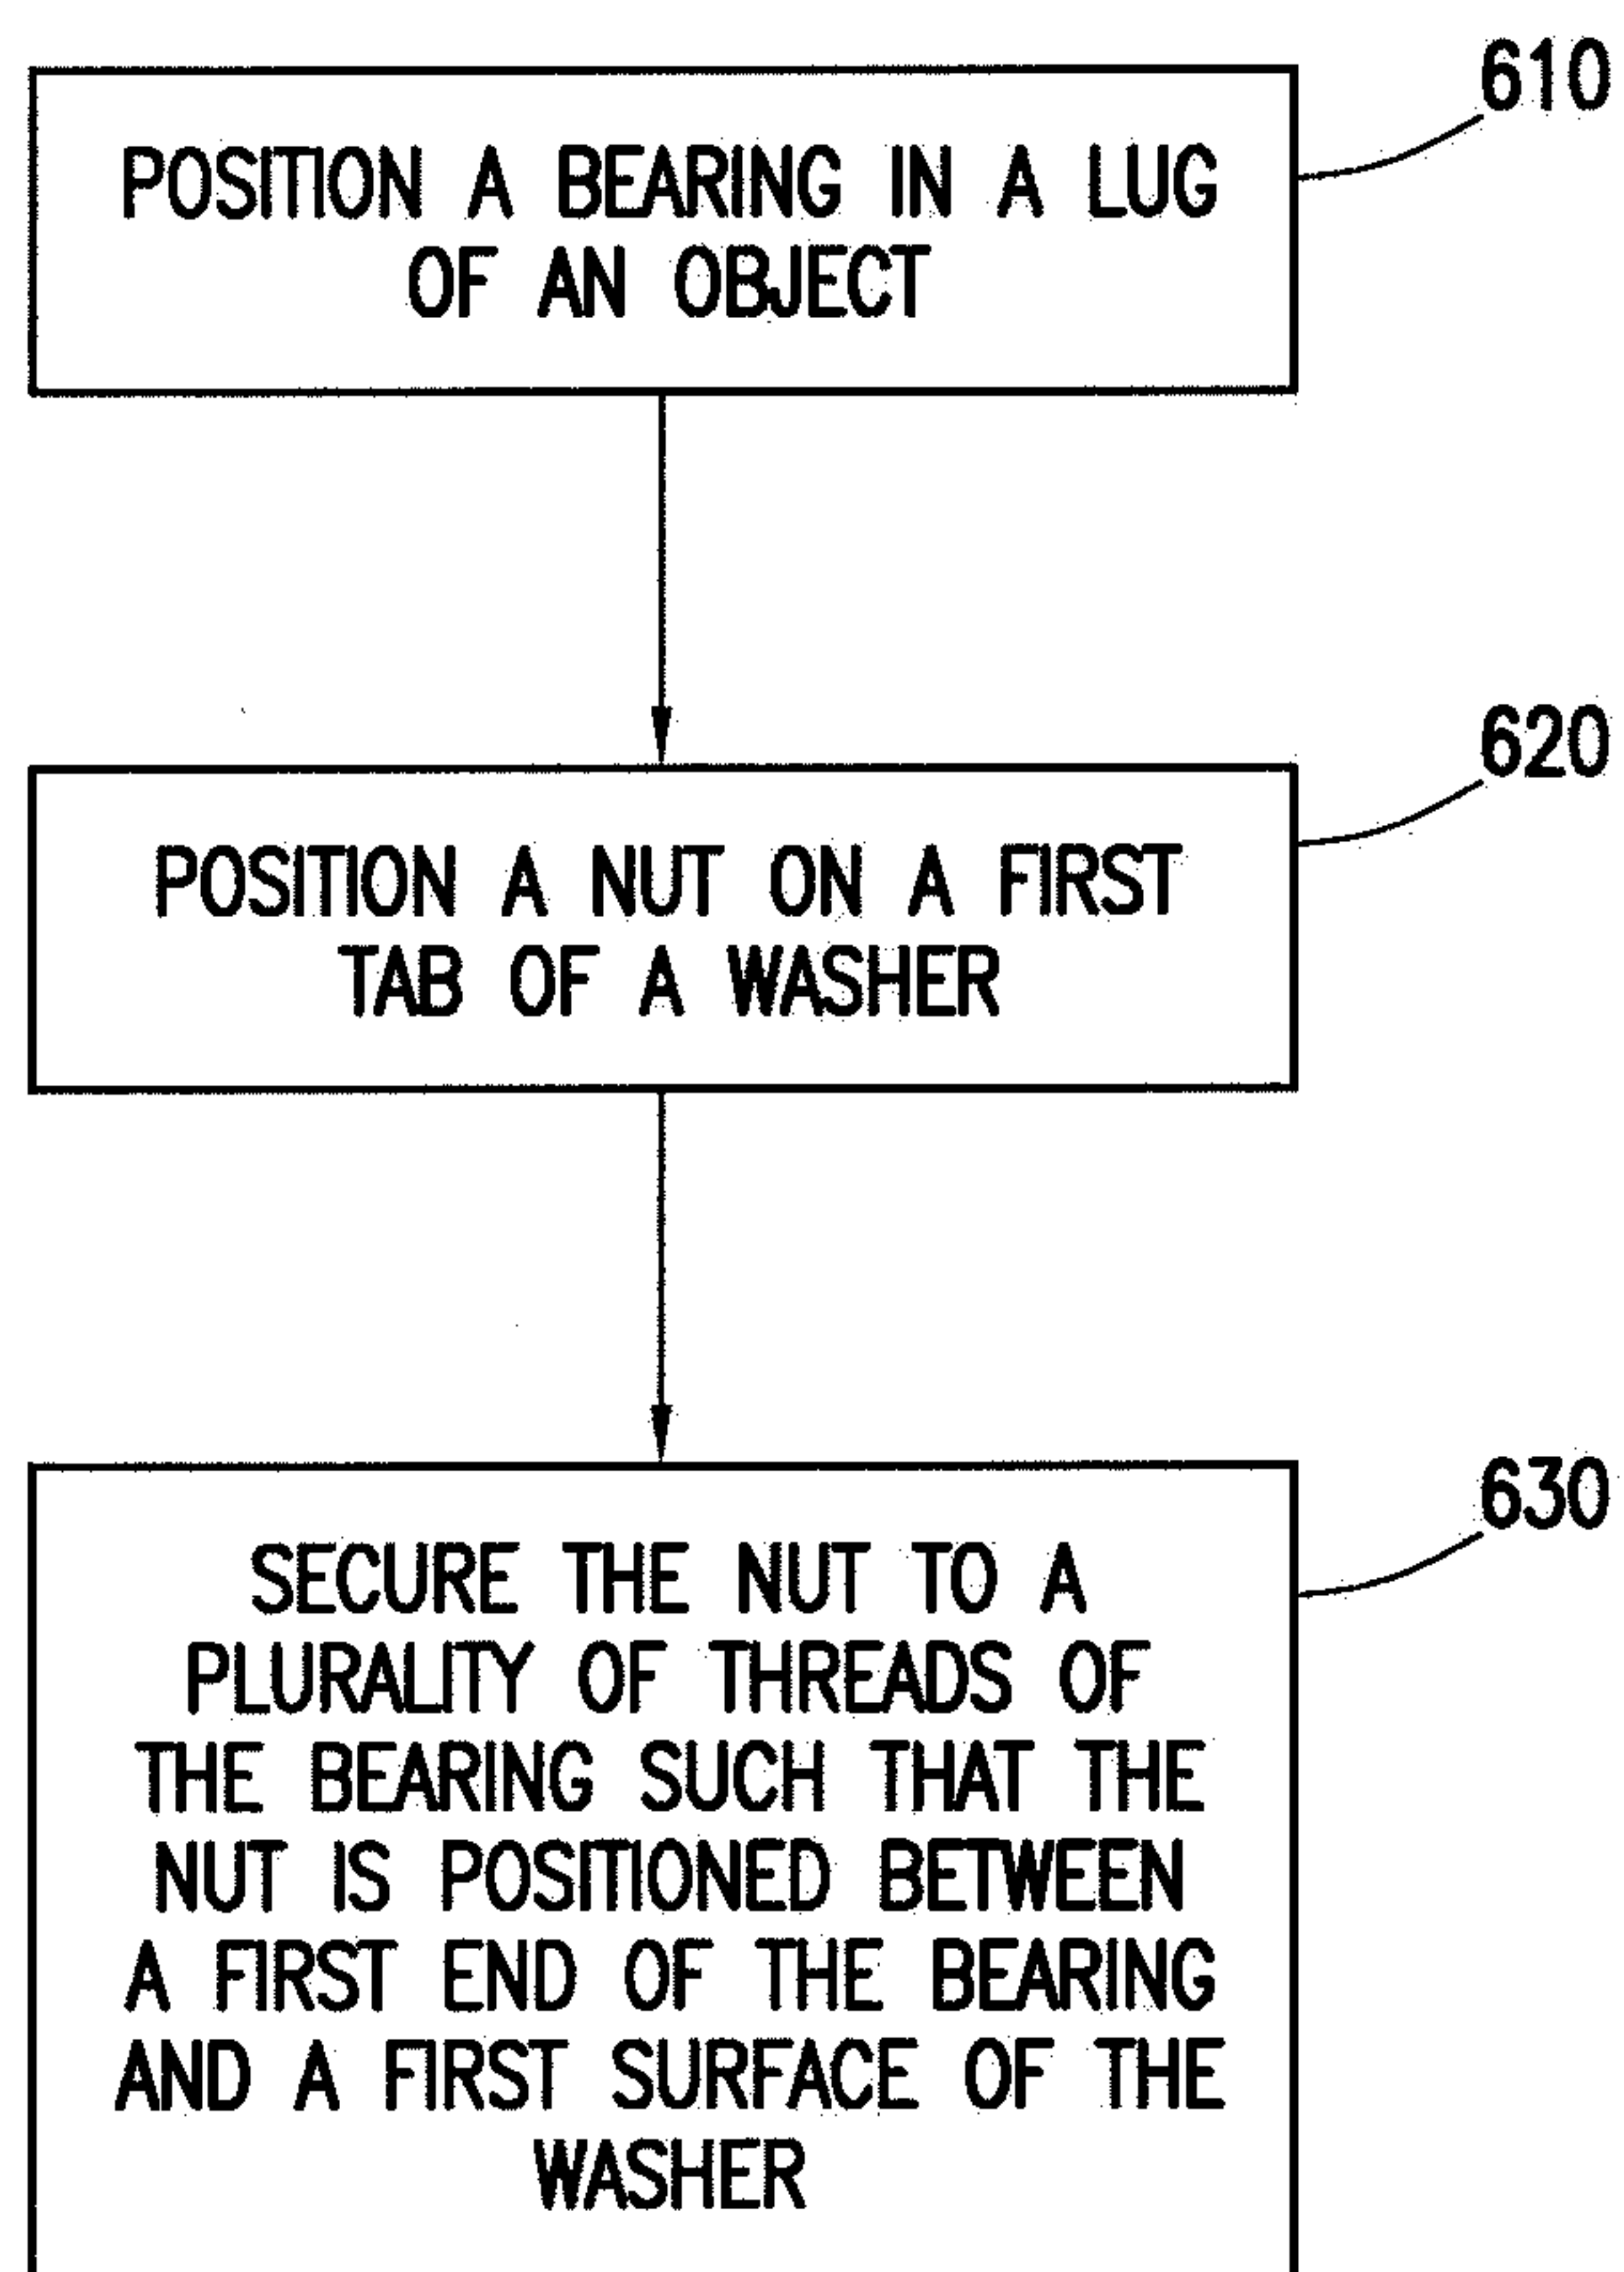 610
POSITION A BEARING IN A LUG
OF AN OBJECT
620
POSITION A NUT ON A FIRST
TAB OF A WASHER
630
SECURE THE NUT TO A
PLURALITY OF THREADS OF
THE BEARING SUCH THAT THE
NUT IS POSITIONED BETWEEN
A FIRST END OF THE BEARING
AND A FIRST SURFACE OF THE
WASHER